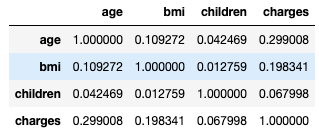 age bmi children charges
age 1.000000 0.109272 0.042469 0.299008
bmi 0.109272 1.000000 0.012759 0.198341
children 0.042469 0.012759 1.000000 0.067998
charges 0.299008 0.198341 0.067998 1.000000